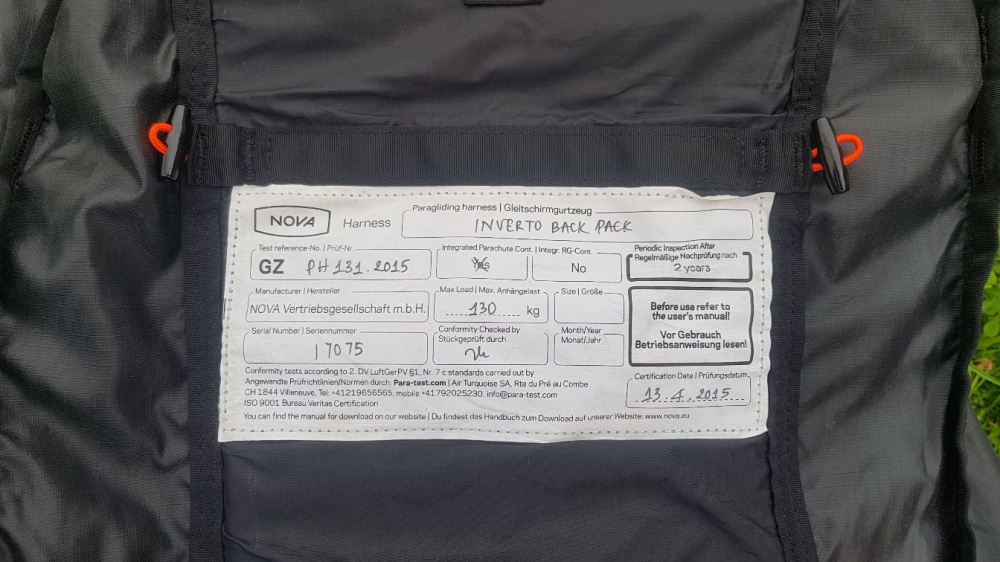 NOVA Harness
Paragliding harness | Gleitschirmgurtzeug
INVERTO BACK PACK
Test reference-No. | Prüf-Nr.
GZ PH131.2015
Integrated Parachute Cont. | Integr. RG-Cont.
Yes
No
Periodic Inspection After
Regelmäßige Nachprüfung nach
2 years
Manufacturer | Hersteller
NOVA Vertriebsgesellschaft m.b.H.
Max Load | Max. Anhängelast
130 kg
Size | Größe
Before use refer to
the user's manual!
Vor Gebrauch
Betriebsanweisung lesen!
Serial Number | Seriennummer
17075
Conformity Checked by
Stückgeprüft durch
Month/Year
Monat/Jahr
Conformity tests according to 2. DV LuftGerPV §1, Nr. 7 c standards carried out by
Angewandte Prüfrichtlinien/Normen durch: Para-test.com | Air Turquoise SA, Rte du Pré au Combe
CH 1844 Villeneuve, Tel: +41219656565, mobile +41792025230, info@para-test.com
ISO 9001 Bureau Veritas Certification
Certification Date | Prüfungsdatum
13.4.2015
You can find the manual for download on our website | Du findest das Handbuch zum Download auf unserer Website: www.nova.eu